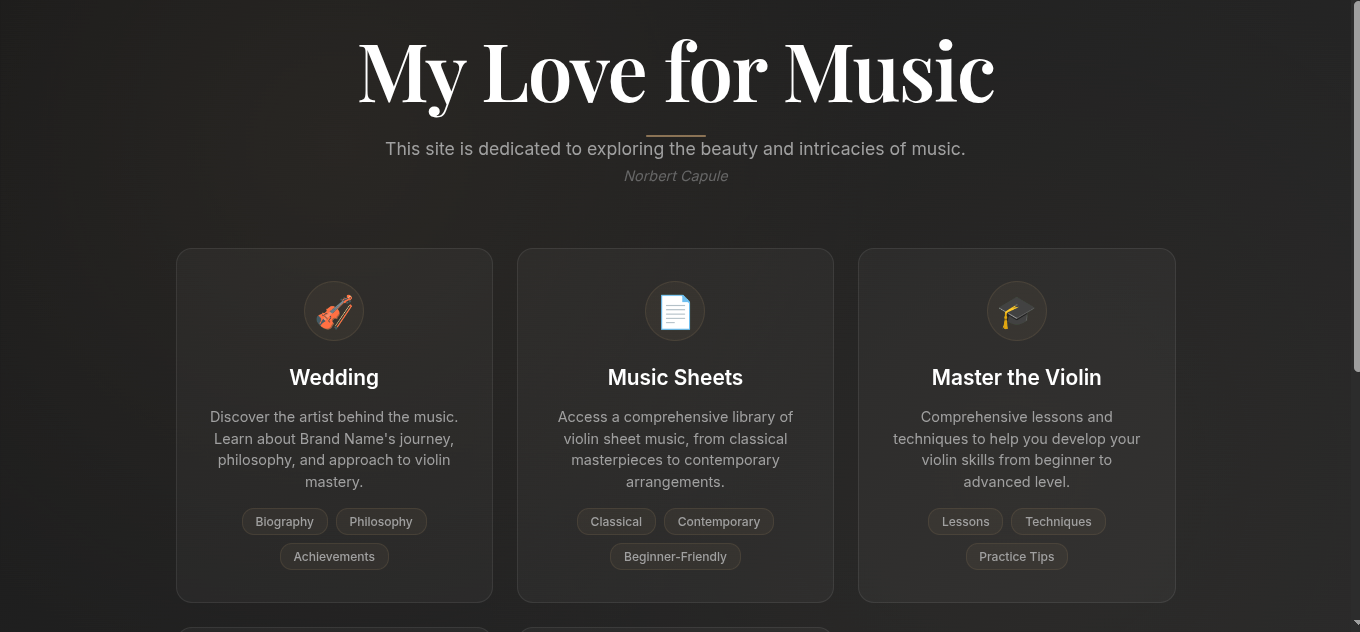 My Love for Music
This site is dedicated to exploring the beauty and intricacies of music.
Norbert Capule
Wedding
Discover the artist behind the music.
Learn about Brand Name's journey,
philosophy, and approach to violin
mastery.
Biography
Philosophy
Achievements
Music Sheets
Access a comprehensive library of
violin sheet music, from classical
masterpieces to contemporary
arrangements.
Classical
Contemporary
Beginner-Friendly
Master the Violin
Comprehensive lessons and
techniques to help you develop your
violin skills from beginner to
advanced level.
Lessons
Techniques
Practice Tips